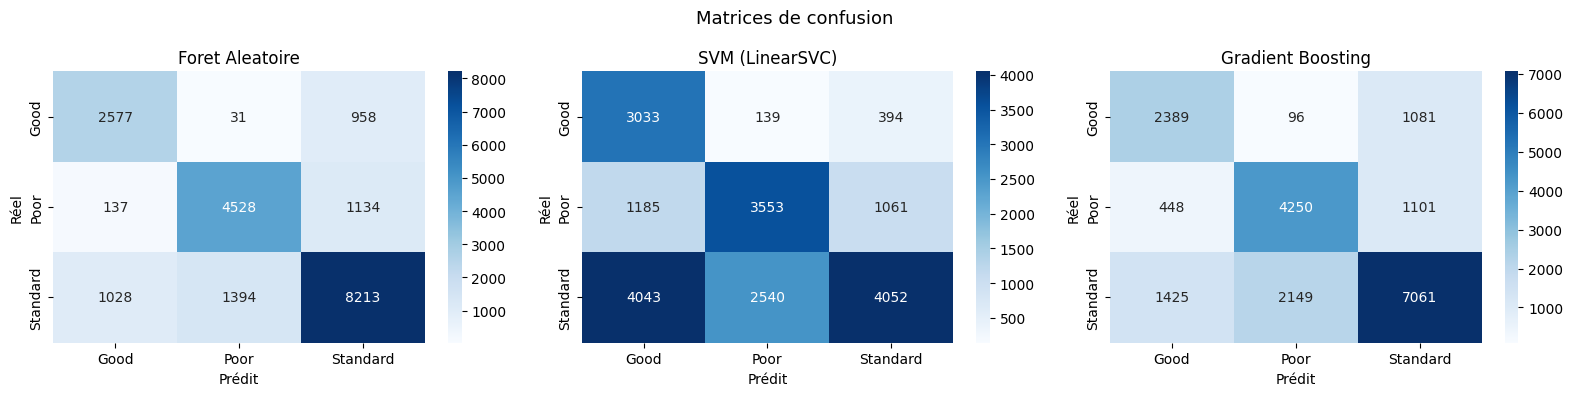 Matrices de confusion
Foret Aleatoire
Réel
Good
Poor
Standard
2577 31 958
137 4528 1134
1028 1394 8213
Good Poor Standard
Prédit
8000
7000
6000
5000
4000
3000
2000
1000
SVM (LinearSVC)
Réel
Good
Poor
Standard
3033 139 394
1185 3553 1061
4043 2540 4052
Good Poor Standard
Prédit
4000
3500
3000
2500
2000
1500
1000
500
Gradient Boosting
Réel
Good
Poor
Standard
2389 96 1081
448 4250 1101
1425 2149 7061
Good Poor Standard
Prédit
7000
6000
5000
4000
3000
2000
1000